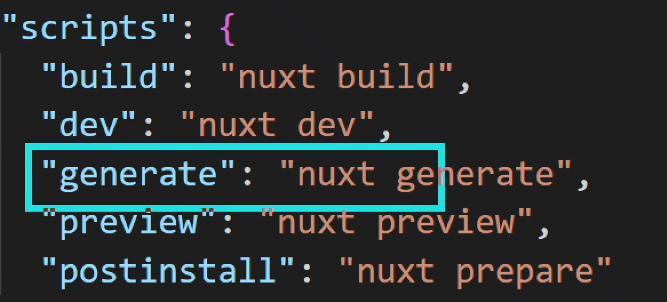 "scripts": {
"build": "nuxt build",
"dev": "nuxt dev",
"generate": "nuxt generate",
"preview": "nuxt preview",
"postinstall": "nuxt prepare"